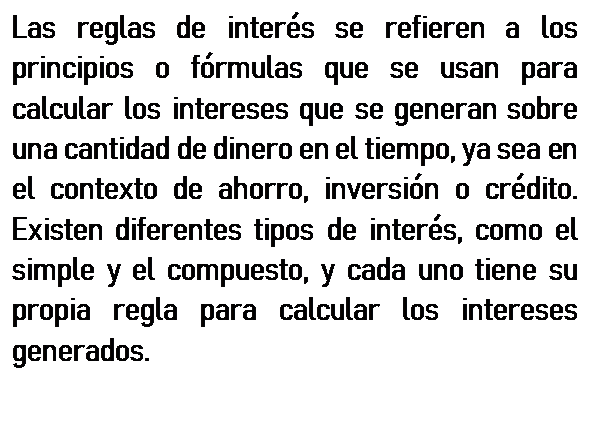 Las reglas de interés se refieren a los
principios o fórmulas que se usan para
calcular los intereses que se generan sobre
una cantidad de dinero en el tiempo, ya sea en
el contexto de ahorro, inversión o crédito.
Existen diferentes tipos de interés, como el
simple y el compuesto, y cada uno tiene su
propia regla para calcular los intereses
generados.